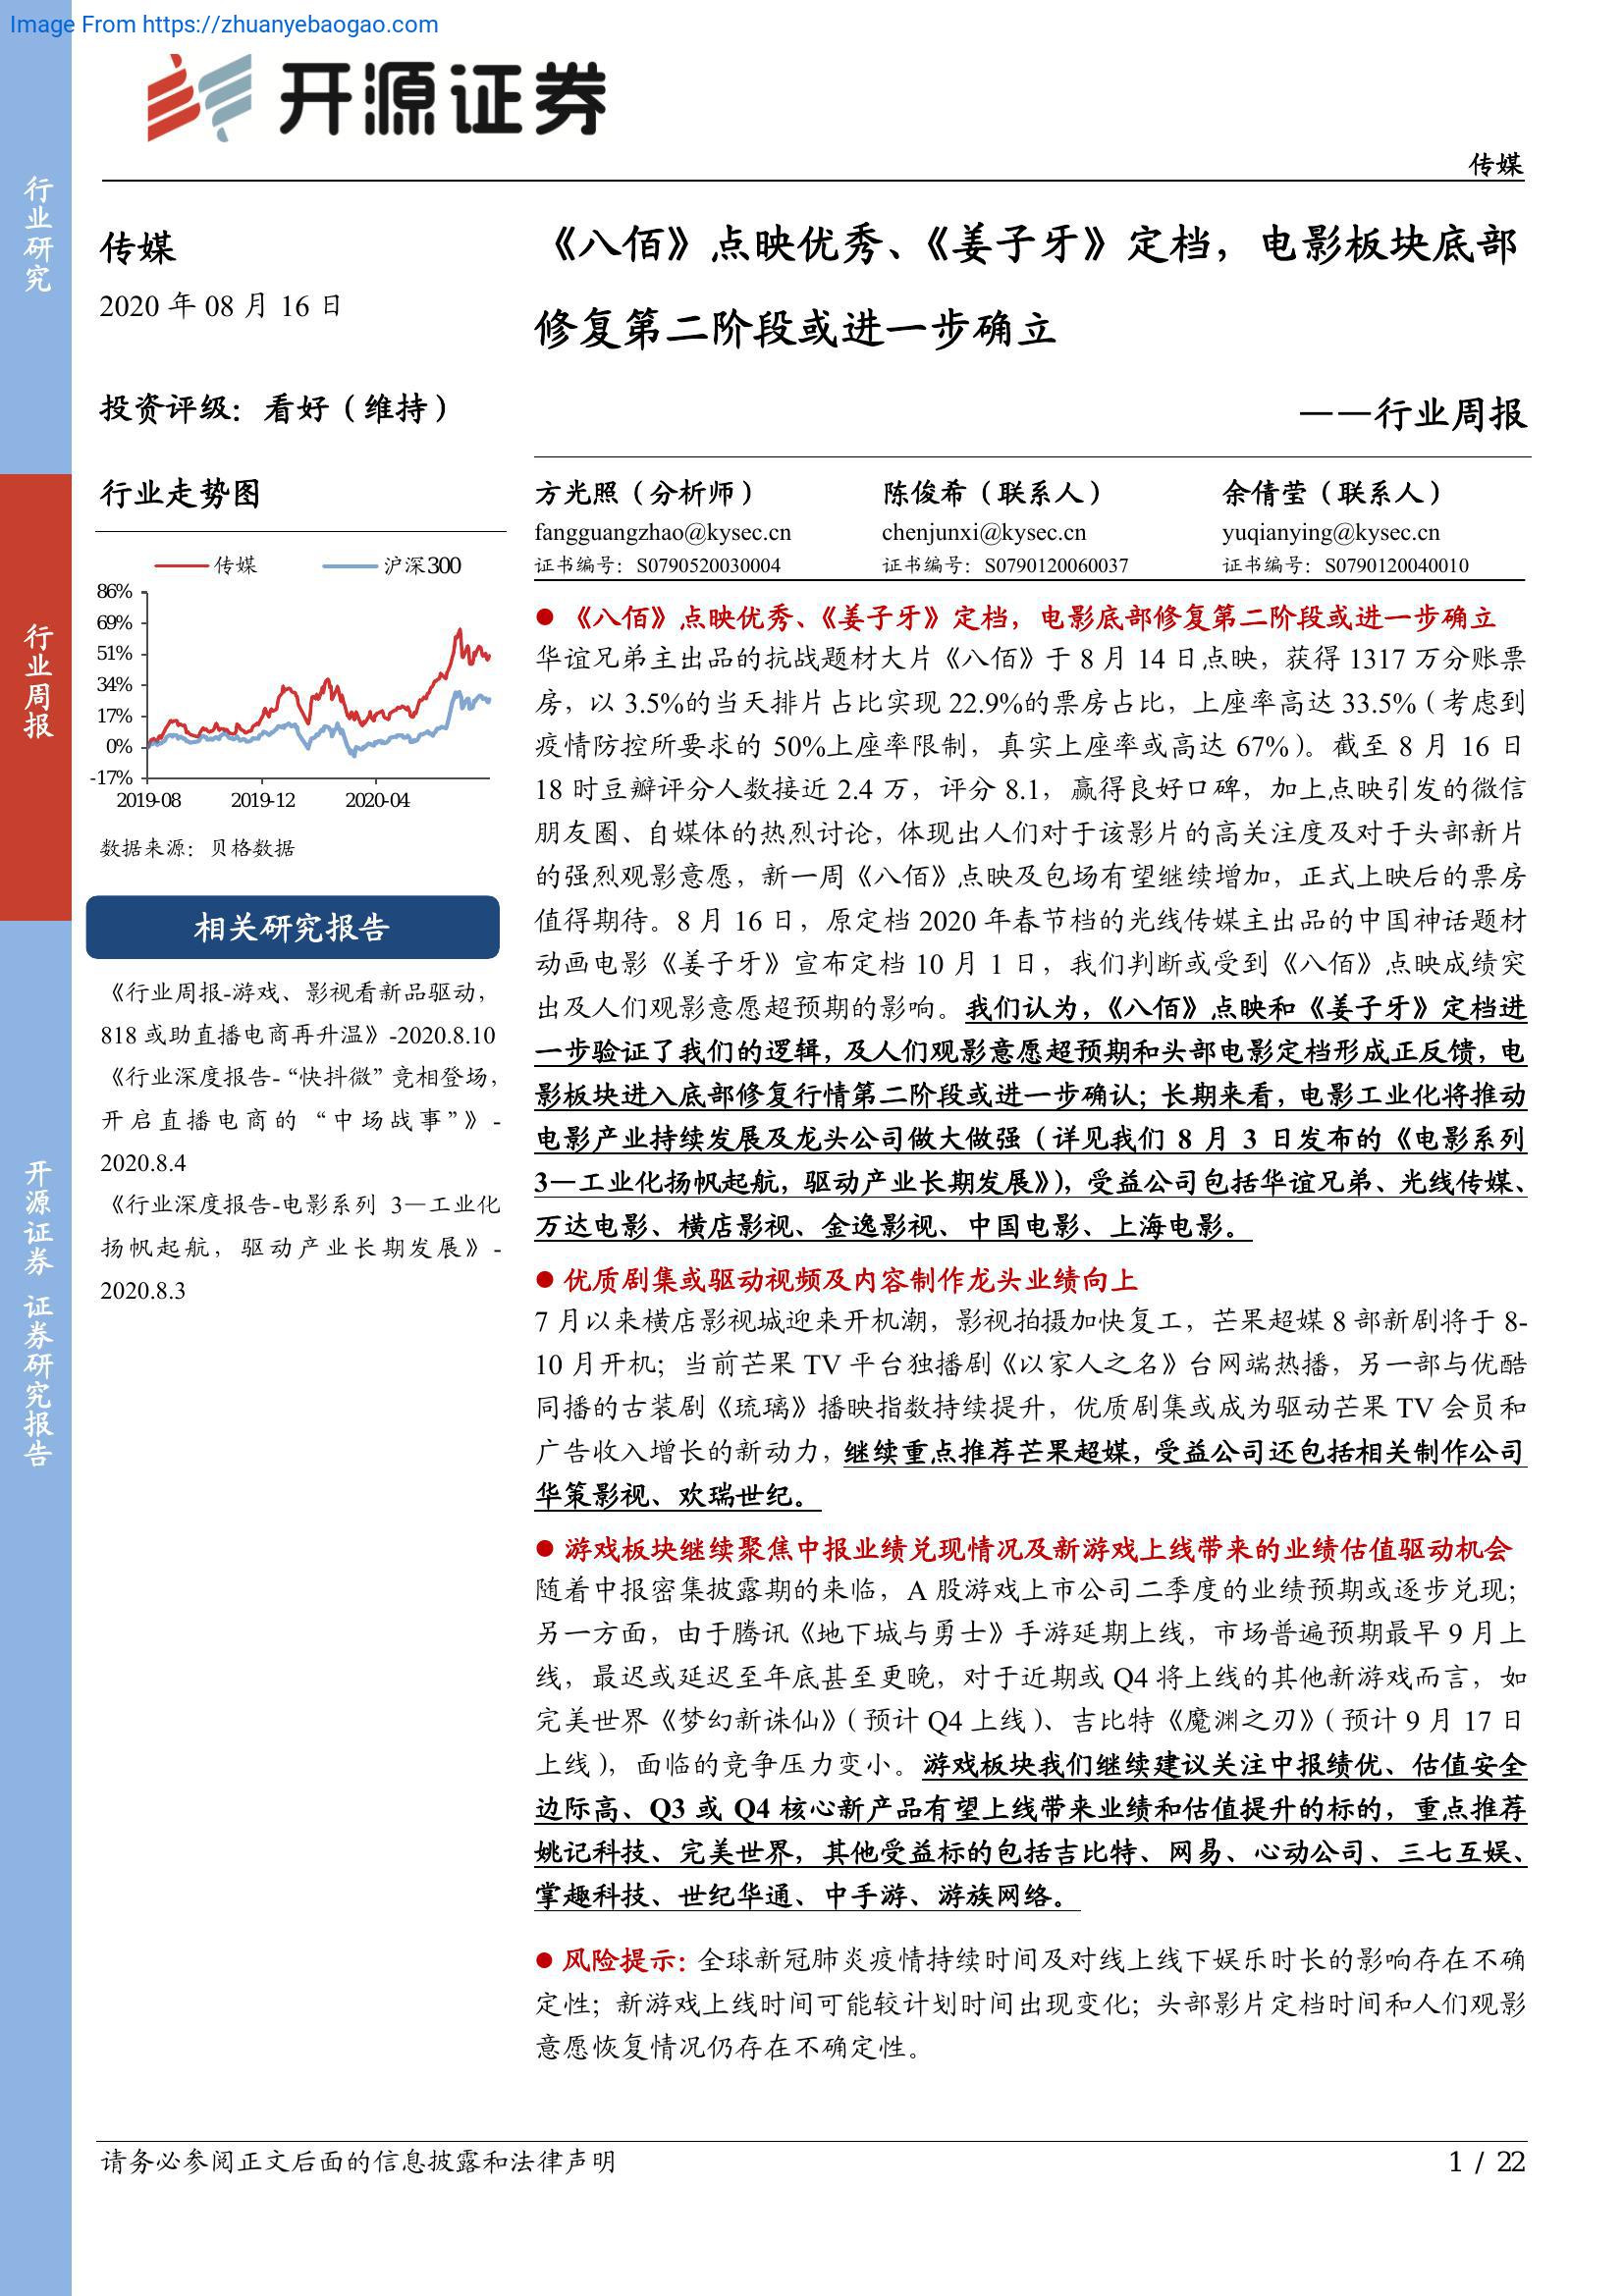 Image From https://zhuanyebaogao.com
开源证券
传媒
行业研究
行业周报
开源证券 证券研究报告
传媒
2020 年 08 月 16 日
投资评级：看好（维持）
行业走势图
传媒 沪深300
86%
69%
51%
34%
17%
0%
-17%
2019-08 2019-12 2020-04
数据来源：贝格数据
相关研究报告
《行业周报-游戏、影视看新品驱动，
818 或助直播电商再升温》-2020.8.10
《行业深度报告-“快抖微”竞相登场，
开启直播电商的“中场战事”》-
2020.8.4
《行业深度报告-电影系列 3—工业化
扬帆起航，驱动产业长期发展》-
2020.8.3
《八佰》点映优秀、《姜子牙》定档，电影板块底部
修复第二阶段或进一步确立
——行业周报
方光照（分析师） 陈俊希（联系人） 余倩莹（联系人）
fangguangzhao@kysec.cn chenjunxi@kysec.cn yuqianying@kysec.cn
证书编号：S0790520030004 证书编号：S0790120060037 证书编号：S0790120040010
● 《八佰》点映优秀、《姜子牙》定档，电影底部修复第二阶段或进一步确立
华谊兄弟主出品的抗战题材大片《八佰》于 8 月 14 日点映，获得 1317 万分账票
房，以 3.5%的当天排片占比实现 22.9%的票房占比，上座率高达 33.5%（考虑到
疫情防控所要求的 50%上座率限制，真实上座率或高达 67%）。截至 8 月 16 日
18 时豆瓣评分人数接近 2.4 万，评分 8.1，赢得良好口碑，加上点映引发的微信
朋友圈、自媒体的热烈讨论，体现出人们对于该影片的高关注度及对于头部新片
的强烈观影意愿，新一周《八佰》点映及包场有望继续增加，正式上映后的票房
值得期待。8 月 16 日，原定档 2020 年春节档的光线传媒主出品的中国神话题材
动画电影《姜子牙》宣布定档 10 月 1 日，我们判断或受到《八佰》点映成绩突
出及人们观影意愿超预期的影响。我们认为，《八佰》点映和《姜子牙》定档进
一步验证了我们的逻辑，及人们观影意愿超预期和头部电影定档形成正反馈，电
影板块进入底部修复行情第二阶段或进一步确认；长期来看，电影工业化将推动
电影产业持续发展及龙头公司做大做强（详见我们 8 月 3 日发布的《电影系列
3—工业化扬帆起航，驱动产业长期发展》），受益公司包括华谊兄弟、光线传媒、
万达电影、横店影视、金逸影视、中国电影、上海电影。
● 优质剧集或驱动视频及内容制作龙头业绩向上
7 月以来横店影视城迎来开机潮，影视拍摄加快复工，芒果超媒 8 部新剧将于 8-
10 月开机；当前芒果 TV 平台独播剧《以家人之名》台网端热播，另一部与优酷
同播的古装剧《琉璃》播映指数持续提升，优质剧集或成为驱动芒果 TV 会员和
广告收入增长的新动力，继续重点推荐芒果超媒，受益公司还包括相关制作公司
华策影视、欢瑞世纪。
● 游戏板块继续聚焦中报业绩兑现情况及新游戏上线带来的业绩估值驱动机会
随着中报密集披露期的来临，A 股游戏上市公司二季度的业绩预期或逐步兑现；
另一方面，由于腾讯《地下城与勇士》手游延期上线，市场普遍预期最早 9 月上
线，最迟或延迟至年底甚至更晚，对于近期或 Q4 将上线的其他新游戏而言，如
完美世界《梦幻新诛仙》（预计 Q4 上线）、吉比特《魔渊之刃》（预计 9 月 17 日
上线），面临的竞争压力变小。游戏板块我们继续建议关注中报绩优、估值安全
边际高、Q3 或 Q4 核心新产品有望上线带来业绩和估值提升的标的，重点推荐
姚记科技、完美世界，其他受益标的包括吉比特、网易、心动公司、三七互娱、
掌趣科技、世纪华通、中手游、游族网络。
● 风险提示：全球新冠肺炎疫情持续时间及对线上线下娱乐时长的影响存在不确
定性；新游戏上线时间可能较计划时间出现变化；头部影片定档时间和人们观影
意愿恢复情况仍存在不确定性。
请务必参阅正文后面的信息披露和法律声明 1 / 22